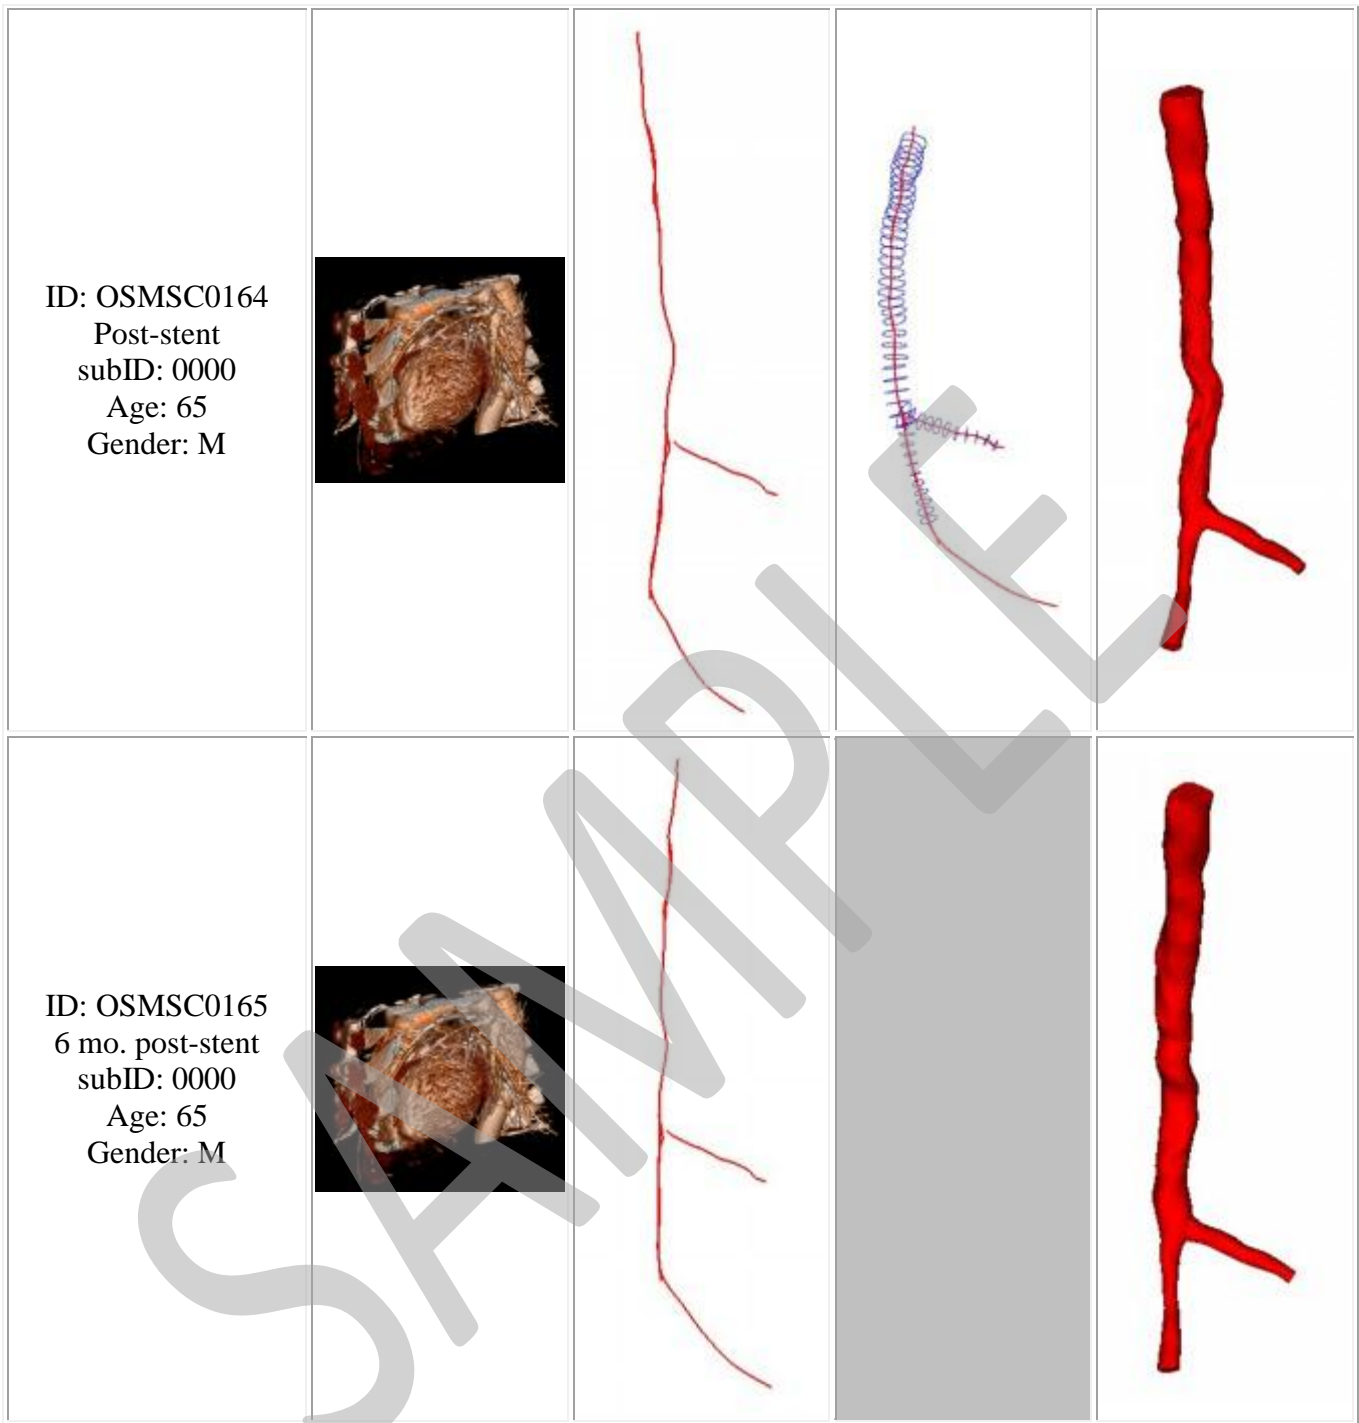 ID: OSMSC0164
Post-stent
subID: 0000
Age: 65
Gender: M
ID: OSMSC0165
6 mo. post-stent
subID: 0000
Age: 65
Gender: M
SAMPLE